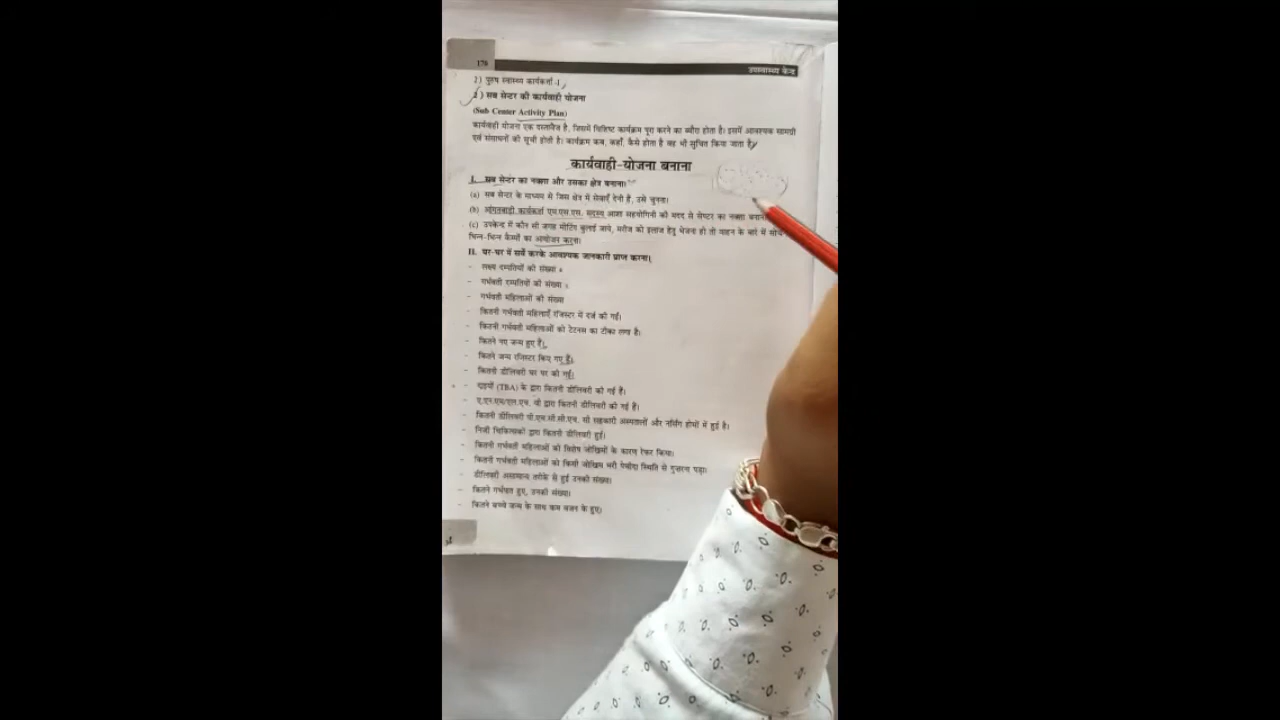 170
उपस्वास्थ्य केन्द्र
2) पुरुष स्वास्थ्य कार्यकर्ता-1
2) सब सेन्टर की कार्यवाही योजना
(Sub Center Activity Plan)
कार्यवाही योजना एक दस्तावेज है, जिसमें विशिष्ट कार्यक्रम पूरा करने का ब्यौरा होता है। इसमें आवश्यक सामग्री
एवं संसाधनों की सूची होती है। कार्यक्रम कब, कहाँ, कैसे होता है यह भी सूचित किया जाता है।
कार्यवाही-योजना बनाना
I. सब सेन्टर का नक्शा और उसका क्षेत्र बनाना।
(a) सब सेन्टर के माध्यम से जिस क्षेत्र में सेवाएँ देनी है, उसे चुनना।
(b) आंगनवाड़ी कार्यकर्ता एम.एस.एस. सदस्य आशा सहयोगिनी की मदद से सेण्टर का नक्शा बनाना
(c) उपकेन्द्र में कौन सी जगह मीटिंग बुलाई जाये, मरीज को इलाज हेतु भेजना हो तो वाहन के बारे में
भिन्न-भिन्न कैम्पों का आयोजन करना।
II. घर-घर में सर्वे करके आवश्यक जानकारी प्राप्त करना।
- लक्ष्य दम्पतियों की संख्या
- गर्भवती दम्पतियों की संख्या
- गर्भवती महिलाओं की संख्या
- कितनी गर्भवती महिलाएँ रजिस्टर में दर्ज की गईं।
- कितनी गर्भवती महिलाओं को टेटनस का टीका लगा है।
- कितने नए जन्म हुए हैं।
- कितने जन्म रजिस्टर किए गए हैं।
- कितनी डीलिवरी घर पर की गई।
- दाइयों (TBA) के द्वारा कितनी डीलिवरी की गई हैं।
- ए.एन.एम/एल.एच. वी द्वारा कितनी डीलिवरी की गई हैं।
- कितनी डीलिवरी पी.एच.सी.सी.एच. सी सहकारी अस्पतालों और नर्सिंग होमों में हुई है।
- निजी चिकित्सकों द्वारा कितनी डीलिवरी हुई।
- कितनी गर्भवती महिलाओं को विशेष जोखिमों के कारण रेफर किया।
- कितनी गर्भवती महिलाओं को किसी जोखिम भरी पेचीदा स्थिति से गुजरना पड़ा।
- डीलिवरी असामान्य तरीके से हुई उनकी संख्या।
- कितने गर्भपात हुए, उनकी संख्या।
- कितने बच्चे जन्म के साथ कम वजन के हुए।